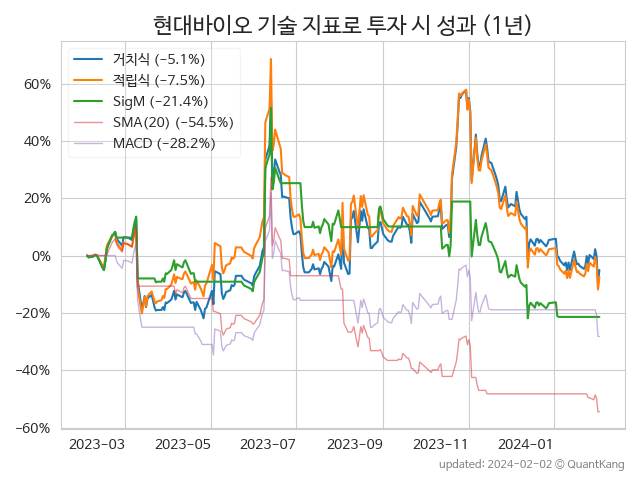 현대바이오 기술 지표로 투자 시 성과 (1년)
거치식 (−5.1%)
적립식 (−7.5%)
SigM (−21.4%)
SMA(20) (−54.5%)
MACD (−28.2%)
60%
40%
20%
0%
−20%
−40%
−60%
2023−03 2023−05 2023−07 2023−09 2023−11 2024−01
updated: 2024−02−02 © QuantKang